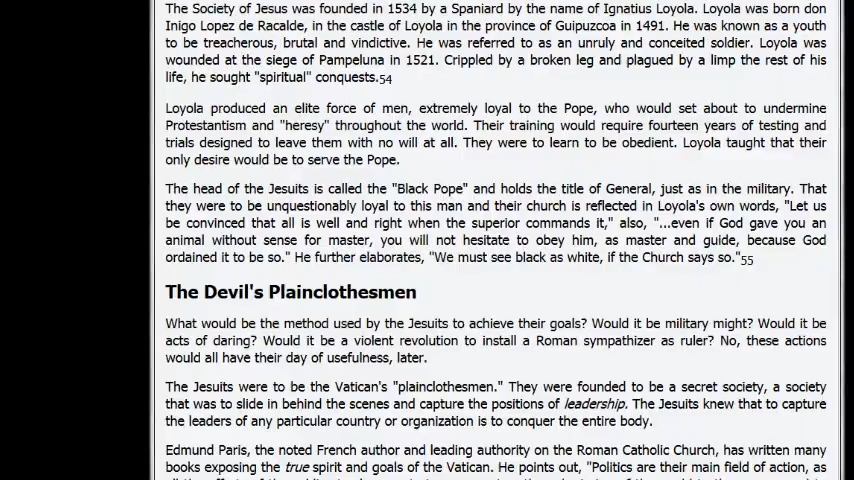 The Society of Jesus was founded in 1534 by a Spaniard by the name of Ignatius Loyola. Loyola was born don
Inigo Lopez de Racalde, in the castle of Loyola in the province of Guipuzcoa in 1491. He was known as a youth
to be treacherous, brutal and vindictive. He was referred to as an unruly and conceited soldier. Loyola was
wounded at the siege of Pampeluna in 1521. Crippled by a broken leg and plagued by a limp the rest of his
life, he sought "spiritual" conquests.54
Loyola produced an elite force of men, extremely loyal to the Pope, who would set about to undermine
Protestantism and "heresy" throughout the world. Their training would require fourteen years of testing and
trials designed to leave them with no will at all. They were to learn to be obedient. Loyola taught that their
only desire would be to serve the Pope.
The head of the Jesuits is called the "Black Pope" and holds the title of General, just as in the military. That
they were to be unquestionably loyal to this man and their church is reflected in Loyola's own words, "Let us
be convinced that all is well and right when the superior commands it," also, "...even if God gave you an
animal without sense for master, you will not hesitate to obey him, as master and guide, because God
ordained it to be so." He further elaborates, "We must see black as white, if the Church says so."55
The Devil's Plainclothesmen
What would be the method used by the Jesuits to achieve their goals? Would it be military might? Would it be
acts of daring? Would it be a violent revolution to install a Roman sympathizer as ruler? No, these actions
would all have their day of usefulness, later.
The Jesuits were to be the Vatican's "plainclothesmen." They were founded to be a secret society, a society
that was to slide in behind the scenes and capture the positions of leadership. The Jesuits knew that to capture
the leaders of any particular country or organization is to conquer the entire body.
Edmund Paris, the noted French author and leading authority on the Roman Catholic Church, has written many
books exposing the true spirit and goals of the Vatican. He points out, "Politics are their main field of action, as